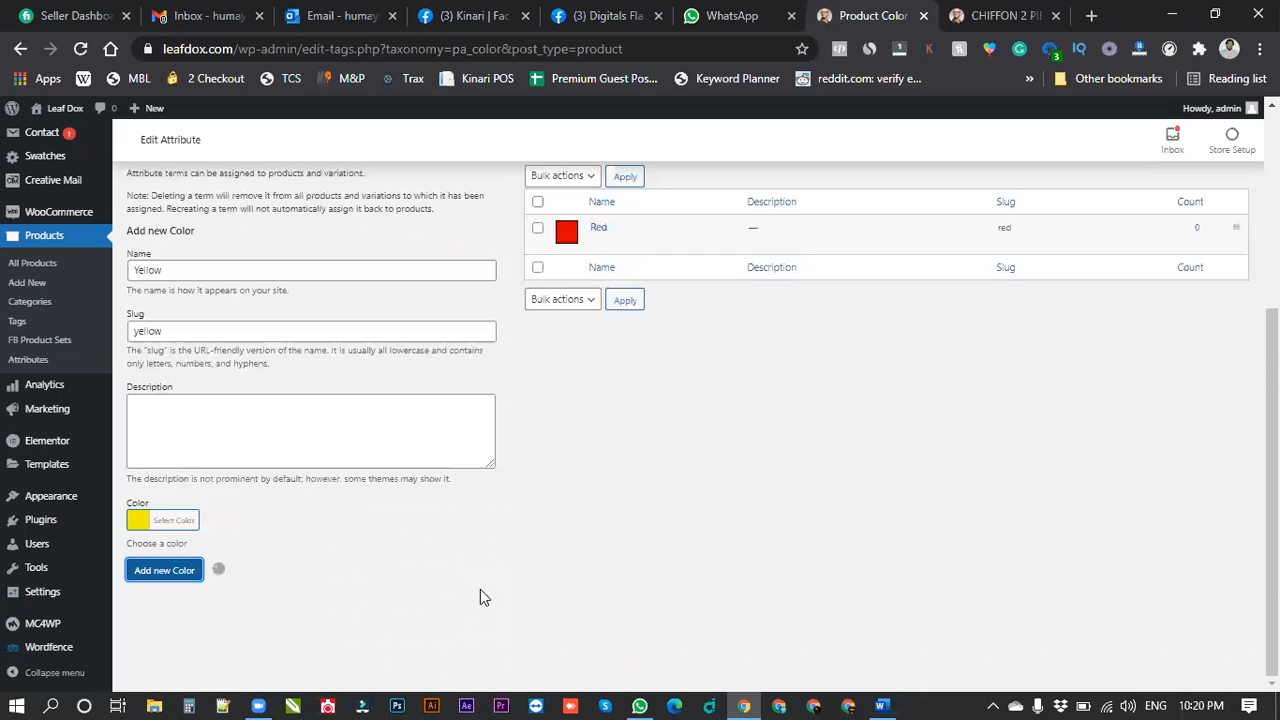 Seller Dashbo
Inbox - humay
Email - humay
(3) Kinari | Fac
(3) Digitals Fla
WhatsApp
Product Color
CHIFFON 2 PIE
leafdox.com/wp-admin/edit-tags.php?taxonomy=pa_color&post_type=product
Apps
MBL
2 Checkout
TCS
M&P
Trax
Kinari POS
Premium Guest Pos...
Keyword Planner
reddit.com: verify e...
»
Other bookmarks
Reading list
Leaf Dox
0
New
Howdy, admin
Contact 1
Swatches
Creative Mail
WooCommerce
Products
All Products
Add New
Categories
Tags
FB Product Sets
Attributes
Analytics
Marketing
Elementor
Templates
Appearance
Plugins
Users
Tools
Settings
MC4WP
Wordfence
Collapse menu
Edit Attribute
Inbox
Store Setup
Attribute terms can be assigned to products and variations.
Note: Deleting a term will remove it from all products and variations to which it has been
assigned. Recreating a term will not automatically assign it back to products.
Add new Color
Name
Yellow
The name is how it appears on your site.
Slug
yellow
The "slug" is the URL-friendly version of the name. It is usually all lowercase and contains
only letters, numbers, and hyphens.
Description
The description is not prominent by default; however, some themes may show it.
Color
Select Color
Choose a color
Add new Color
Bulk actions
Apply
Name Description Slug Count
Red — red 0
Name Description Slug Count
Bulk actions
Apply
ENG
10:20 PM